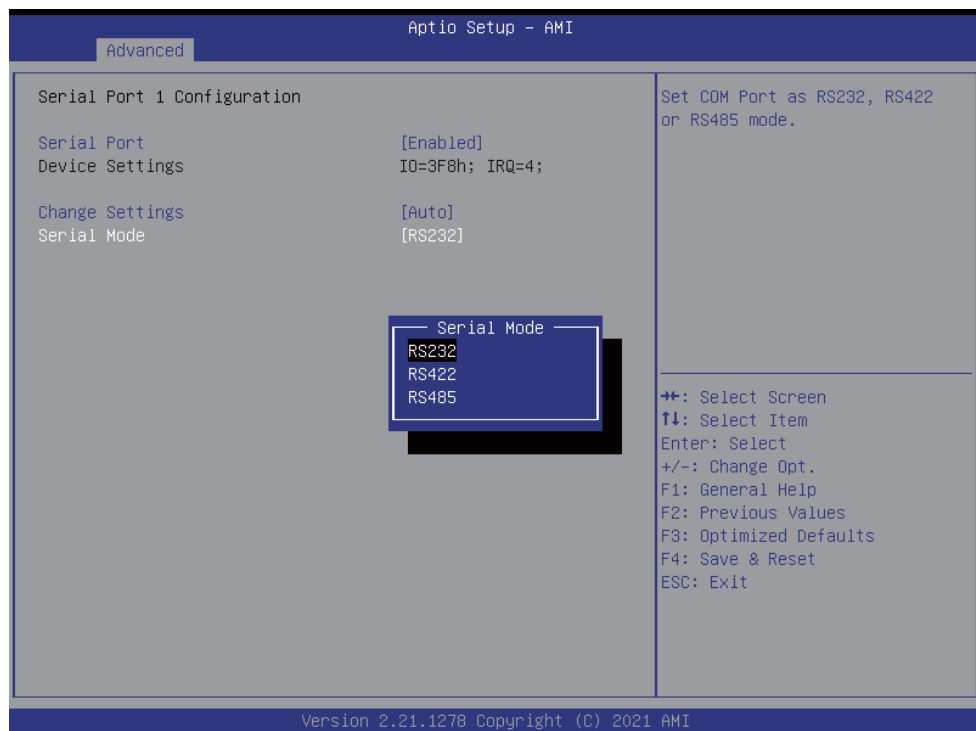 Aptio Setup – AMI
Advanced
Serial Port 1 Configuration
Serial Port [Enabled]
Device Settings IO=3F8h; IRQ=4;
Change Settings [Auto]
Serial Mode [RS232]
Serial Mode
RS232
RS422
RS485
Set COM Port as RS232, RS422
or RS485 mode.
→←: Select Screen
↑↓: Select Item
Enter: Select
+/-: Change Opt.
F1: General Help
F2: Previous Values
F3: Optimized Defaults
F4: Save & Reset
ESC: Exit
Version 2.21.1278 Copyright (C) 2021 AMI